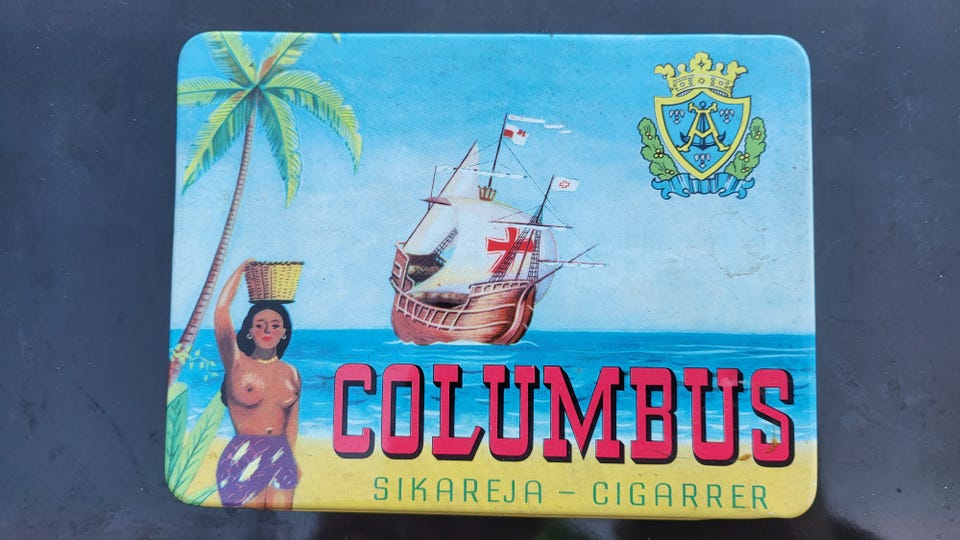 A
COLUMBUS
SIKAREJA – CIGARRER